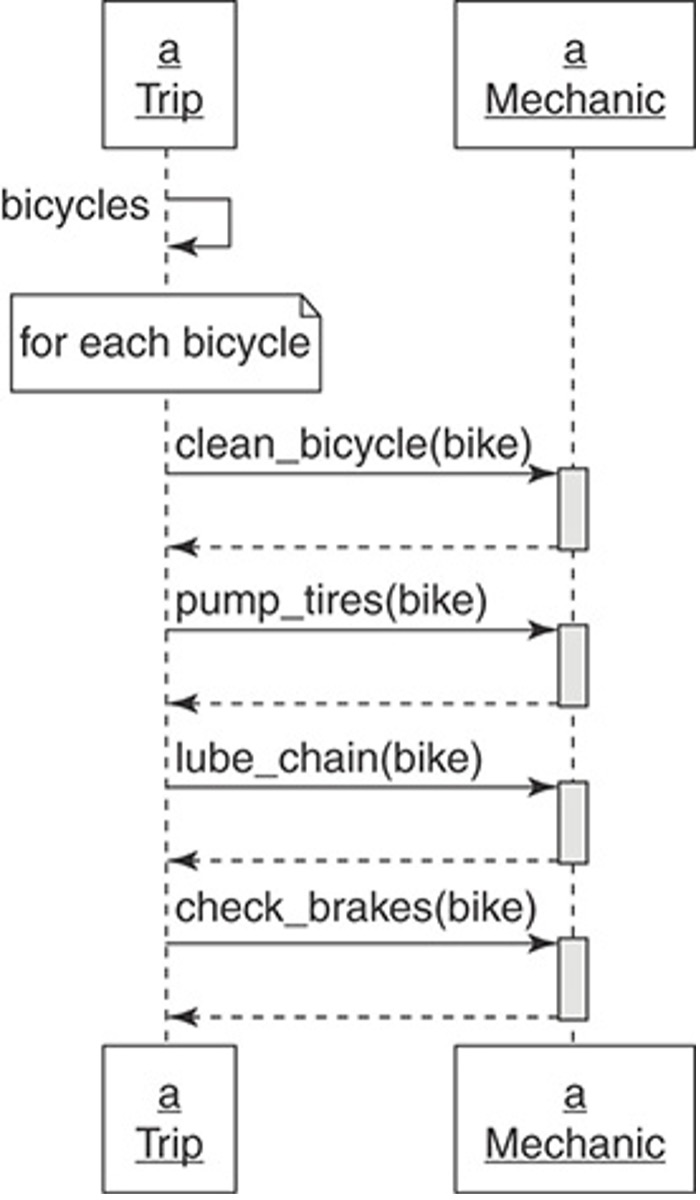 a
Trip
a
Mechanic
bicycles
for each bicycle
clean_bicycle(bike)
pump_tires(bike)
lube_chain(bike)
check_brakes(bike)
a
Trip
a
Mechanic